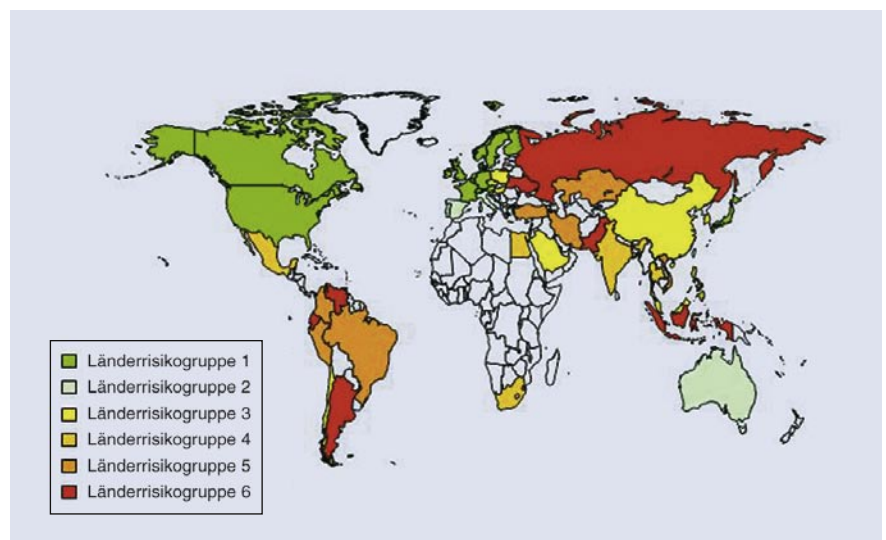 Länderrisikogruppe 1
Länderrisikogruppe 2
Länderrisikogruppe 3
Länderrisikogruppe 4
Länderrisikogruppe 5
Länderrisikogruppe 6